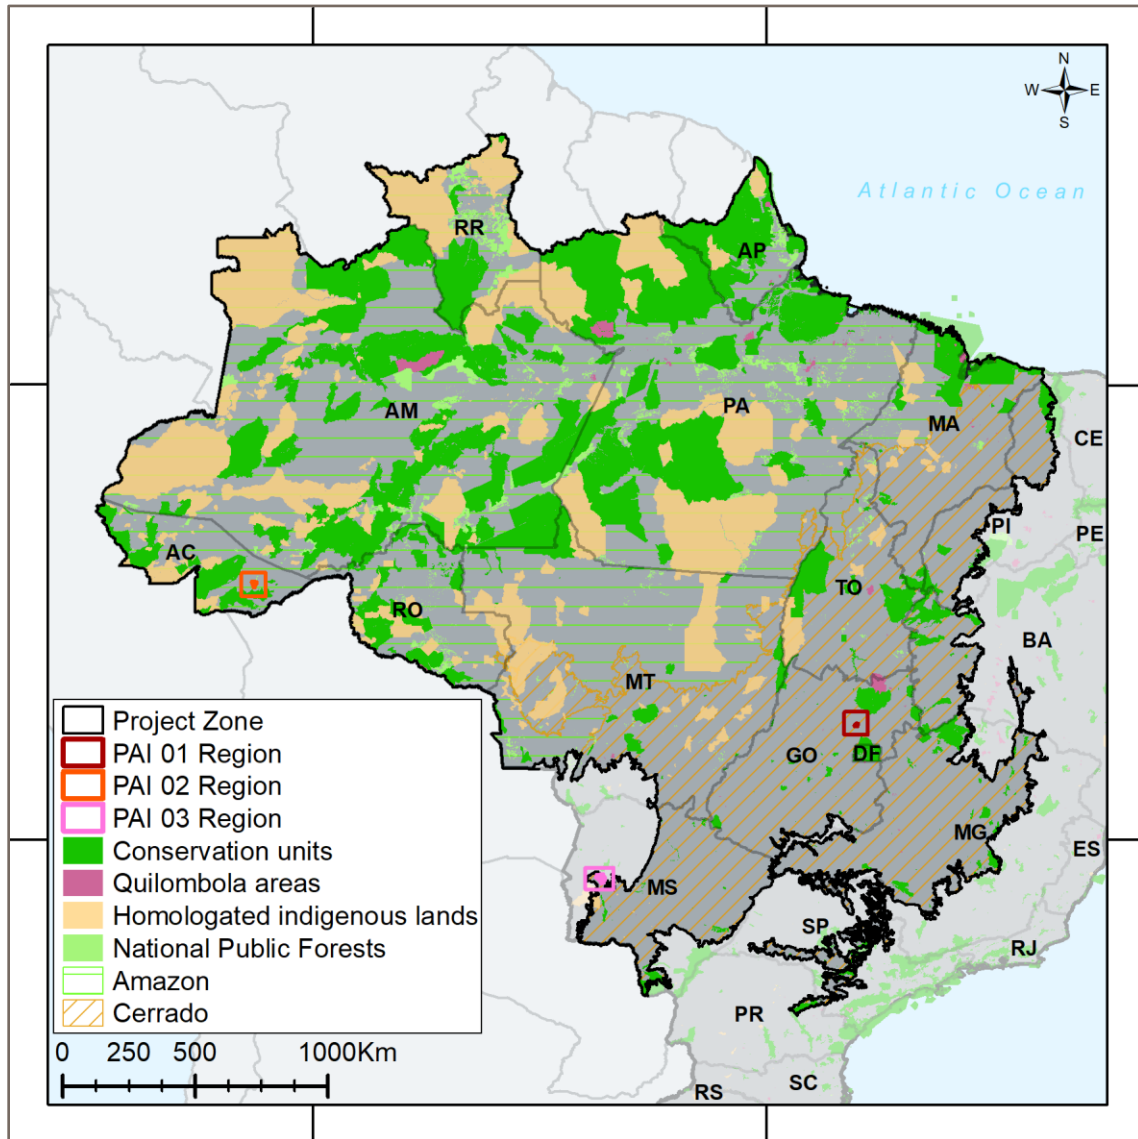 N
W E
S
Atlantic Ocean
RR
AP
AM
PA
MA
CE
PI
PE
AC
TO
RO
BA
MT
GO
DF
MG
ES
MS
SP
RJ
PR
SC
RS
Project Zone
PAI 01 Region
PAI 02 Region
PAI 03 Region
Conservation units
Quilombola areas
Homologated indigenous lands
National Public Forests
Amazon
Cerrado
0 250 500 1000Km